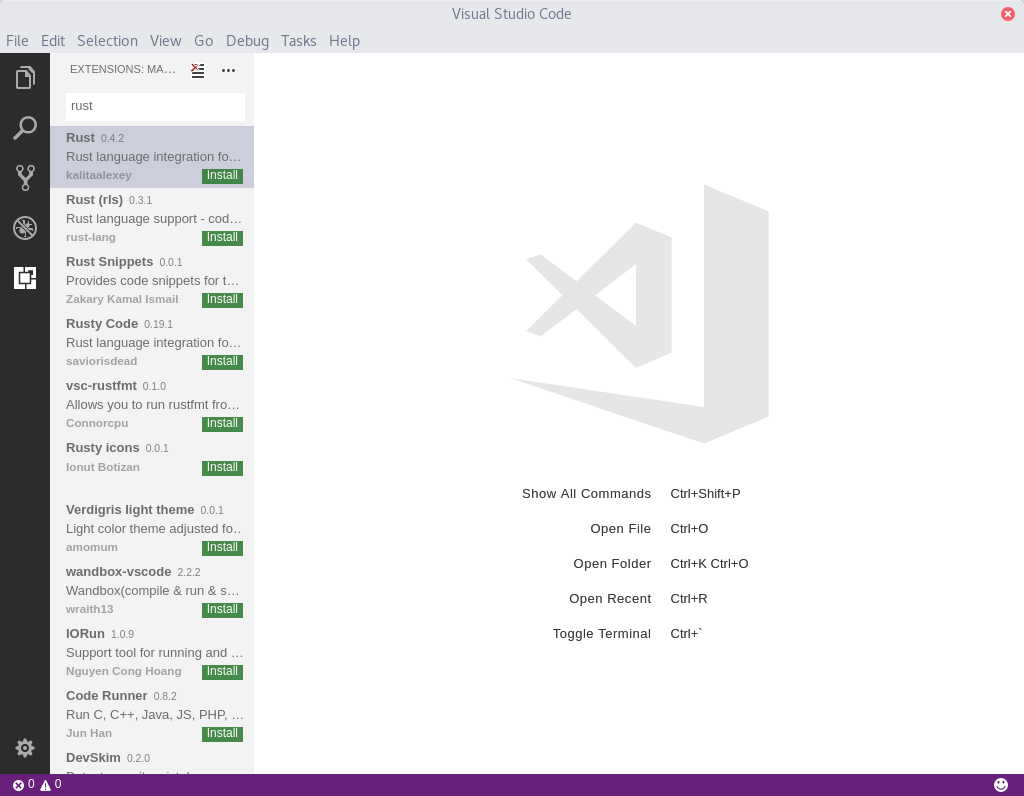 Visual Studio Code
File Edit Selection View Go Debug Tasks Help
EXTENSIONS: MA…
rust
Rust 0.4.2
Rust language integration fo…
kalitaalexey Install
Rust (rls) 0.3.1
Rust language support - cod…
rust-lang Install
Rust Snippets 0.0.1
Provides code snippets for t…
Zakary Kamal Ismail Install
Rusty Code 0.19.1
Rust language integration fo…
saviorisdead Install
vsc-rustfmt 0.1.0
Allows you to run rustfmt fro…
Connorcpu Install
Rusty icons 0.0.1
Ionut Botizan Install
Verdigris light theme 0.0.1
Light color theme adjusted fo…
amomum Install
wandbox-vscode 2.2.2
Wandbox(compile & run & s…
wraith13 Install
IORun 1.0.9
Support tool for running and …
Nguyen Cong Hoang Install
Code Runner 0.8.2
Run C, C++, Java, JS, PHP, …
Jun Han Install
DevSkim 0.2.0
Show All Commands Ctrl+Shift+P
Open File Ctrl+O
Open Folder Ctrl+K Ctrl+O
Open Recent Ctrl+R
Toggle Terminal Ctrl+`
0 0